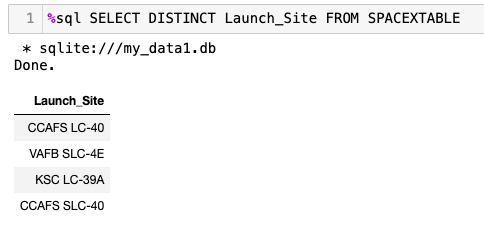 1 %sql SELECT DISTINCT Launch_Site FROM SPACEXTABLE
* sqlite:///my_data1.db
Done.
Launch_Site
CCAFS LC-40
VAFB SLC-4E
KSC LC-39A
CCAFS SLC-40